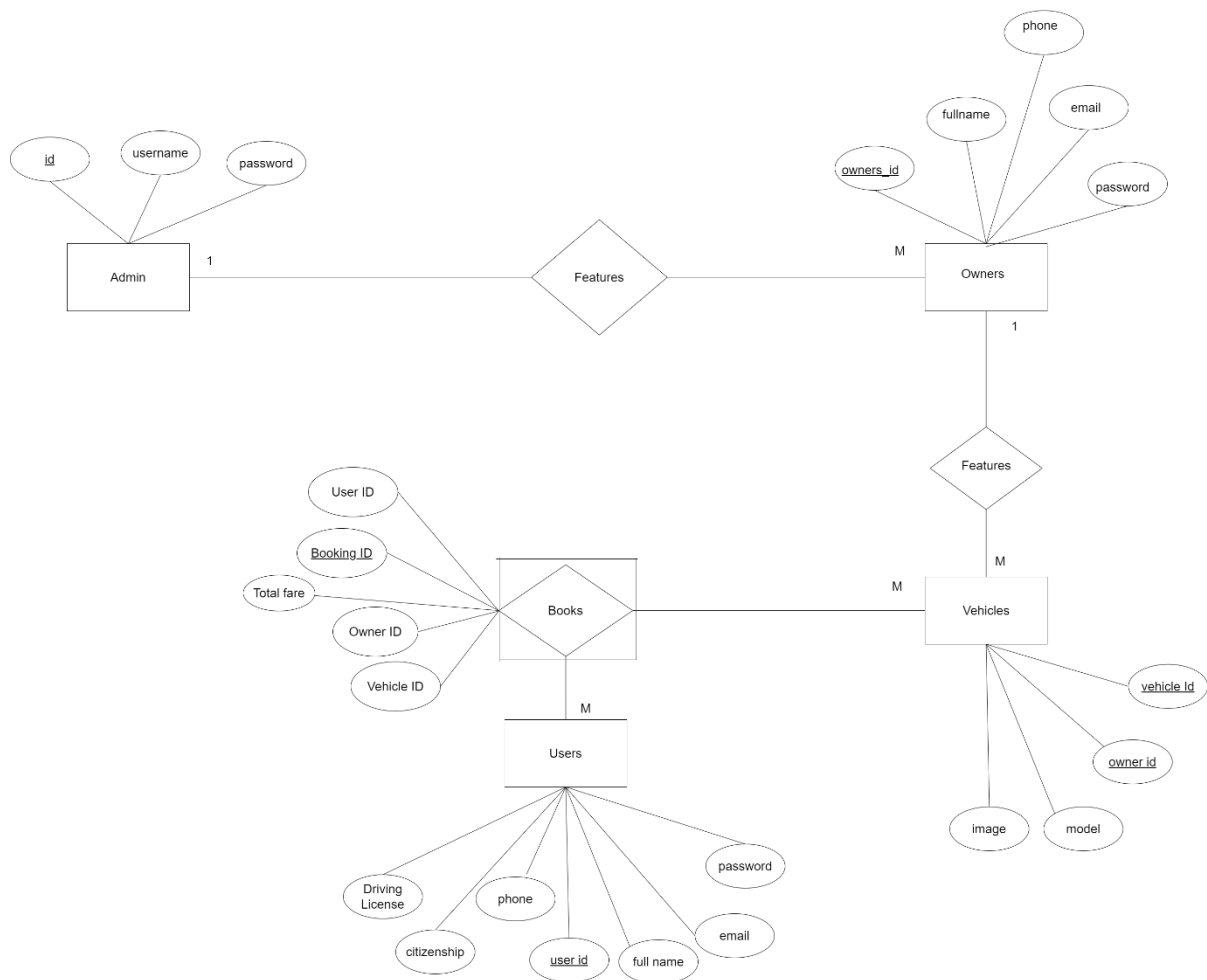 phone
fullname
email
id
username
password
owners_id
password
Admin
1
Features
M
Owners
1
Features
User ID
Booking ID
Total fare
Books
M
M
Vehicles
Owner ID
Vehicle ID
vehicle Id
M
Users
owner id
image
model
password
Driving
License
phone
citizenship
email
user id
full name